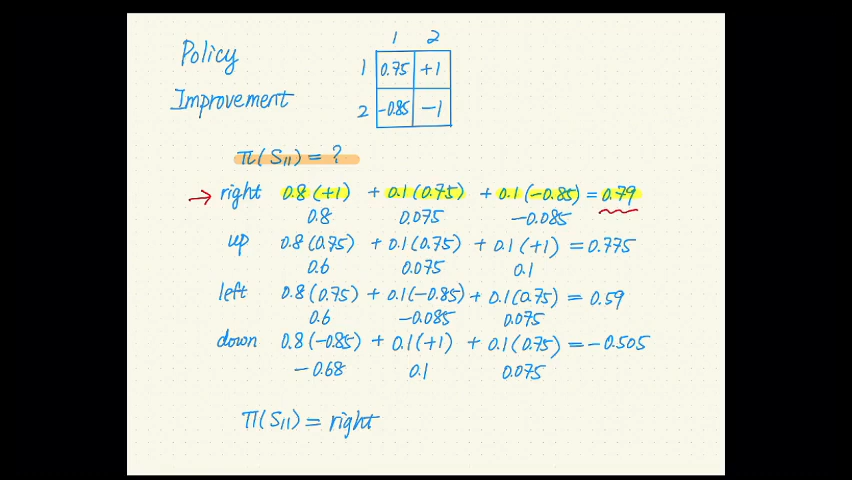 Policy
Improvement
1 2
1 0.75 +1
2 -0.85 -1
π(S₁₁) = ?
→ right 0.8 (+1) + 0.1 (0.75) + 0.1 (-0.85) = 0.79
0.8 0.075 -0.085
up 0.8 (0.75) + 0.1 (0.75) + 0.1 (+1) = 0.775
0.6 0.075 0.1
left 0.8 (0.75) + 0.1 (-0.85) + 0.1 (0.75) = 0.59
0.6 -0.085 0.075
down 0.8 (-0.85) + 0.1 (+1) + 0.1 (0.75) = -0.505
-0.68 0.1 0.075
π(S₁₁) = right